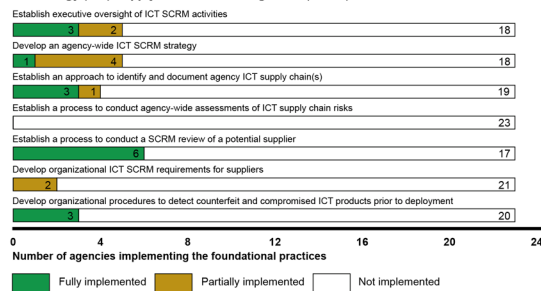 Establish executive oversight of ICT SCRM activities
3 2 18
Develop an agency-wide ICT SCRM strategy
1 4 18
Establish an approach to identify and document agency ICT supply chain(s)
3 1 19
Establish a process to conduct agency-wide assessments of ICT supply chain risks
23
Establish a process to conduct a SCRM review of a potential supplier
6 17
Develop organizational ICT SCRM requirements for suppliers
2 21
Develop organizational procedures to detect counterfeit and compromised ICT products prior to deployment
3 20
0 4 8 12 16 20 24
Number of agencies implementing the foundational practices
Fully implemented Partially implemented Not implemented